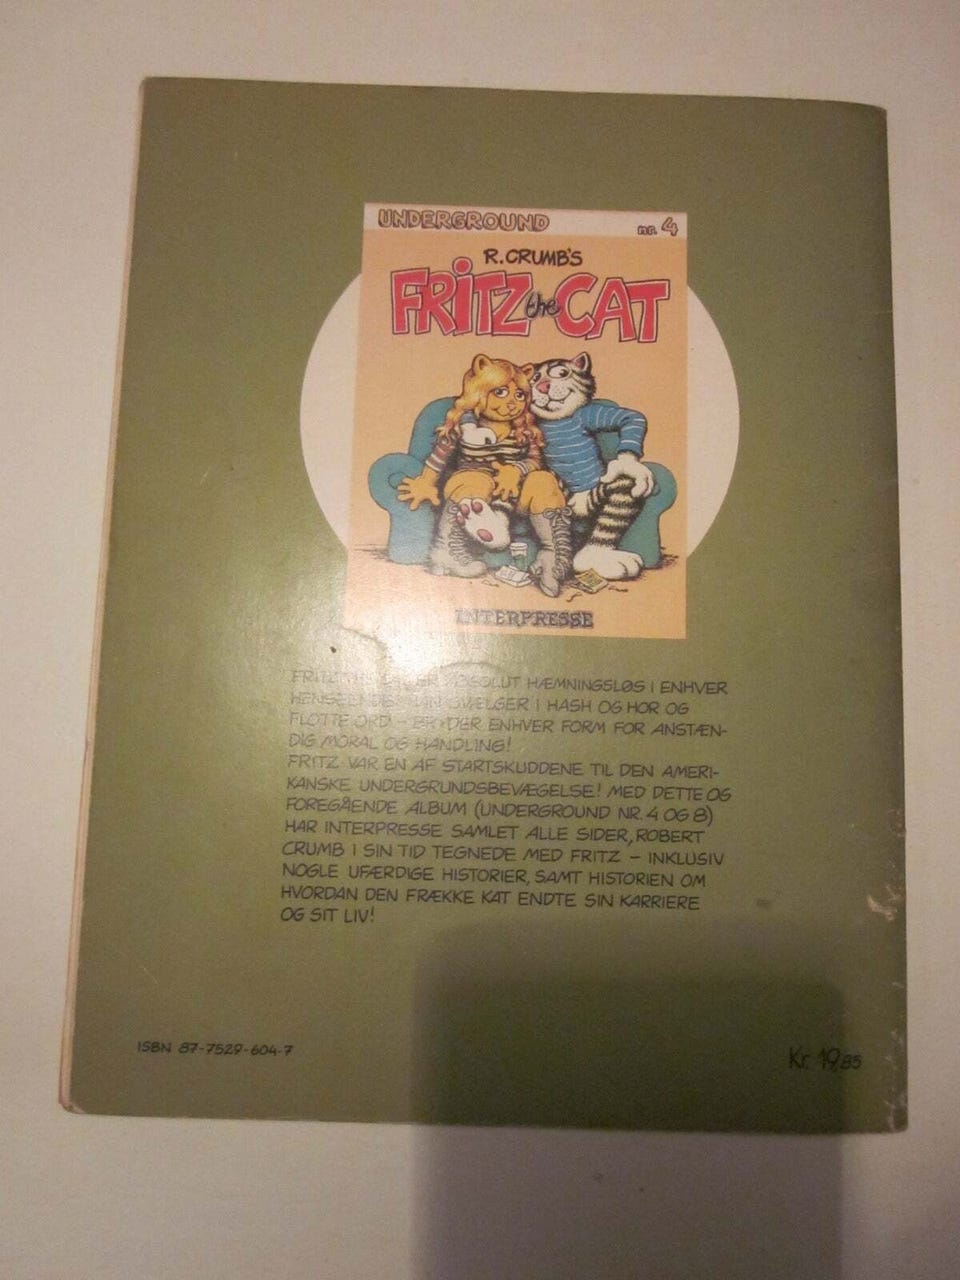 UNDERGROUND nr. 4
R. CRUMB'S
FRITZ the CAT
INTERPRESSE
ABSOLUT HÆMNINGSLØS I ENHVER
I HASH OG HOR OG
FLOTTE ORD - BRYDER ENHVER FORM FOR ANSTÆN-
DIG MORAL OG HANDLING!
FRITZ VAR EN AF STARTSKUDDENE TIL DEN AMERI-
KANSKE UNDERGRUNDSBEVÆGELSE! MED DETTE OG
FOREGÅENDE ALBUM (UNDERGROUND NR. 4 OG 8)
HAR INTERPRESSE SAMLET ALLE SIDER, ROBERT
CRUMB I SIN TID TEGNEDE MED FRITZ - INKLUSIV
NOGLE UFÆRDIGE HISTORIER, SAMT HISTORIEN OM
HVORDAN DEN FRÆKKE KAT ENDTE SIN KARRIERE
OG SIT LIV!
ISBN 87-7529-604-7
Kr. 19,85